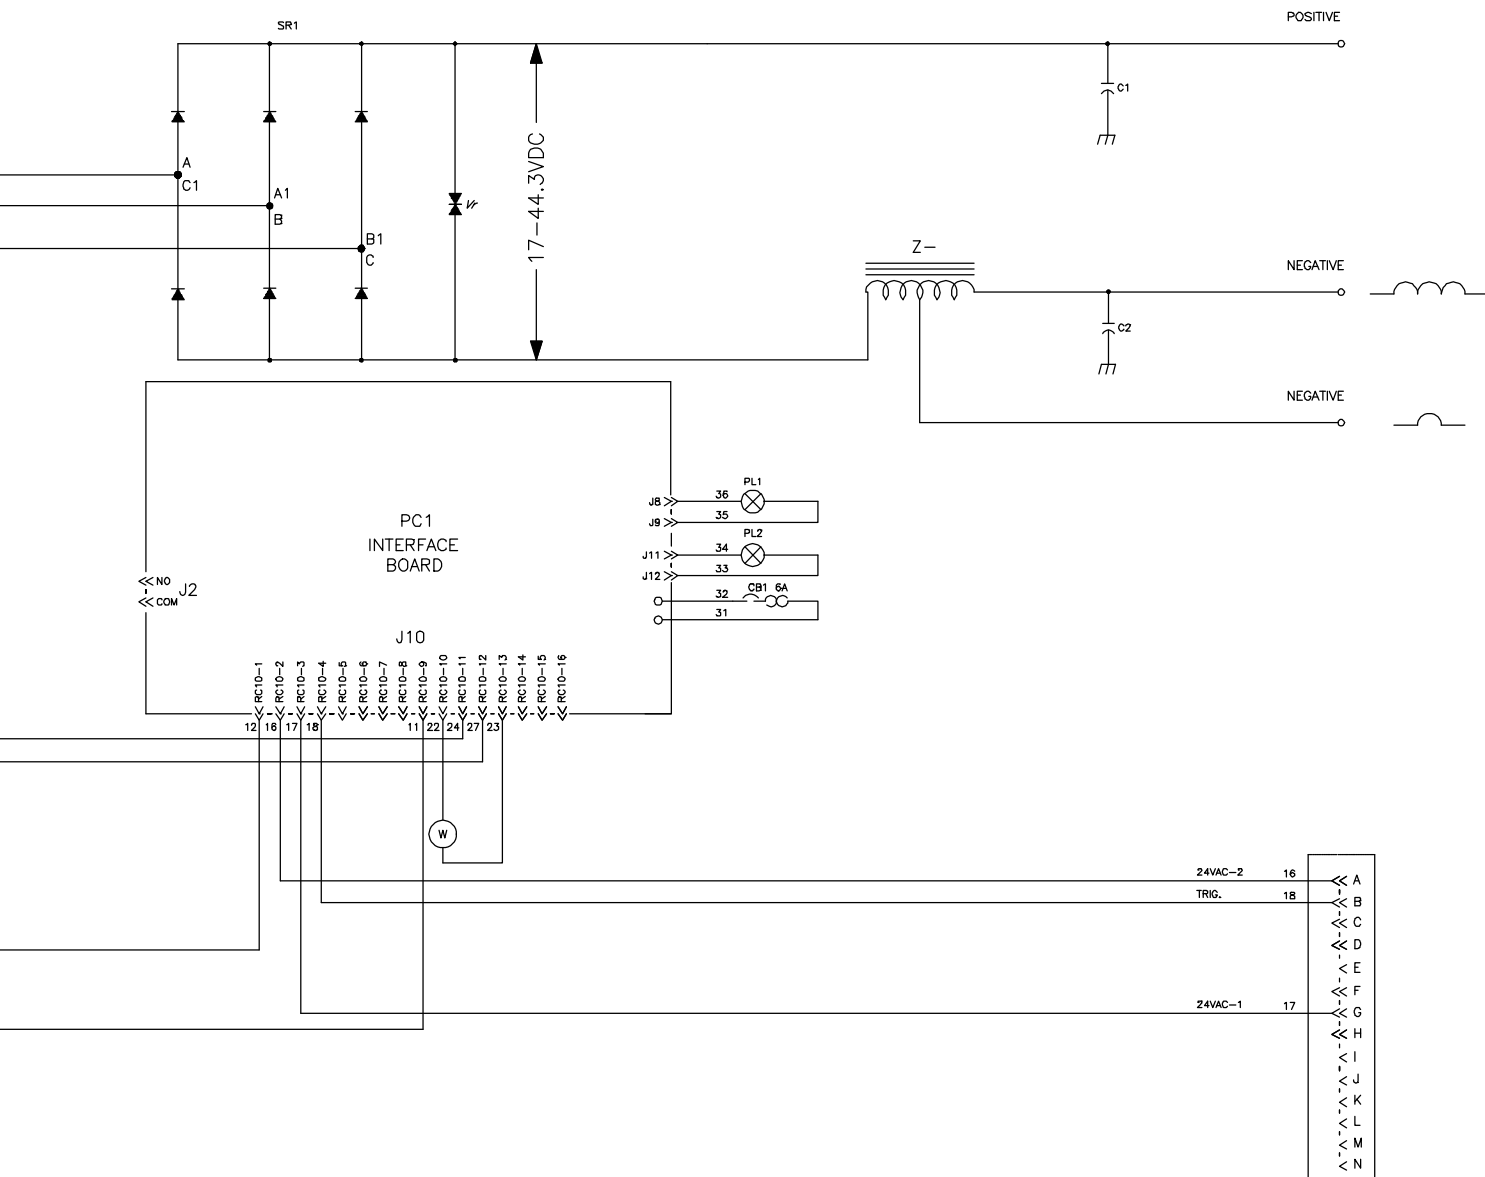 SR1
POSITIVE
C1
A
C1
A1
B
B1
C
Vr
17-44.3VDC
Z-
NEGATIVE
C2
NEGATIVE
PC1
INTERFACE
BOARD
J8
36
PL1
J9
35
J11
34
PL2
J12
33
32
CB1 6A
31
NO
J2
COM
J10
RC10-1
RC10-2
RC10-3
RC10-4
RC10-5
RC10-6
RC10-7
RC10-8
RC10-9
RC10-10
RC10-11
RC10-12
RC10-13
RC10-14
RC10-15
RC10-16
12 16 17 18 11 22 24 27 23
W
24VAC-2 16 A
TRIG. 18 B
C
D
E
F
24VAC-1 17 G
H
I
J
K
L
M
N